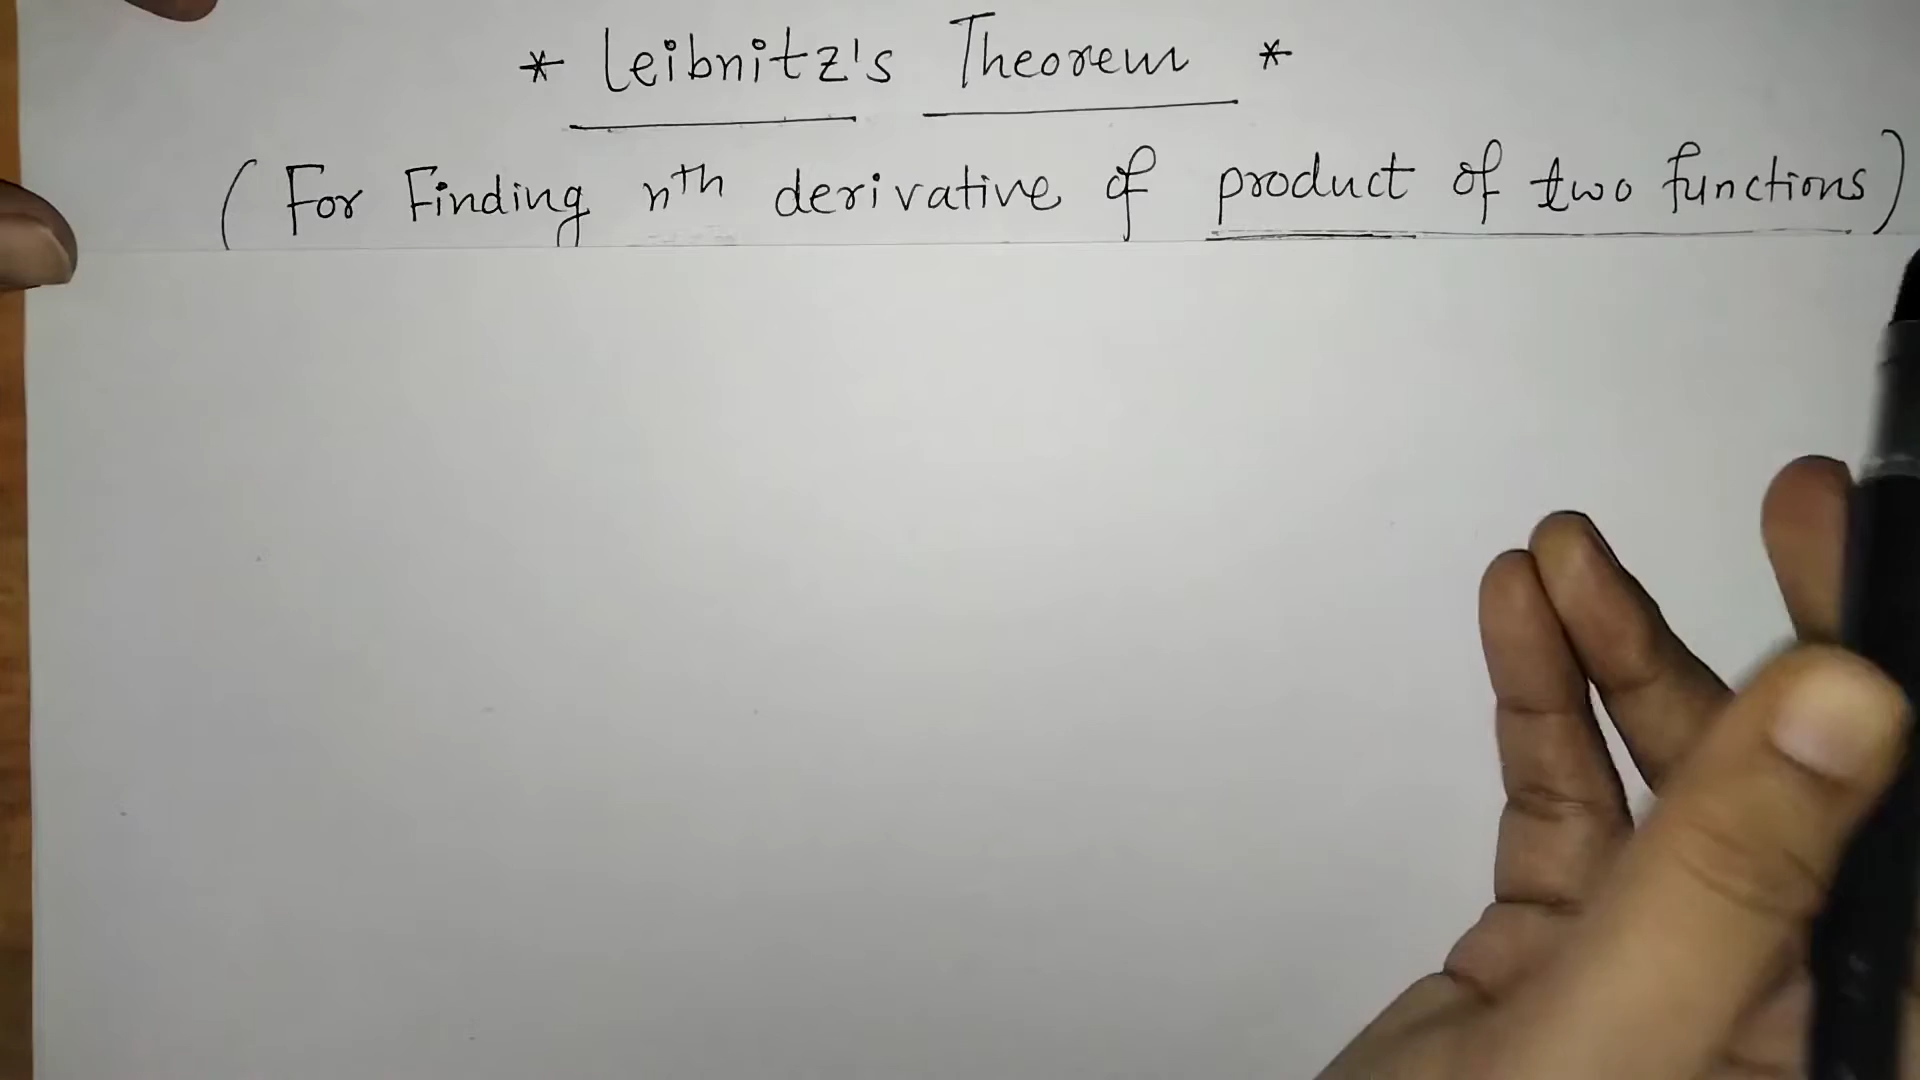 * Leibnitz's Theorem *
(For Finding nth derivative of product of two functions)